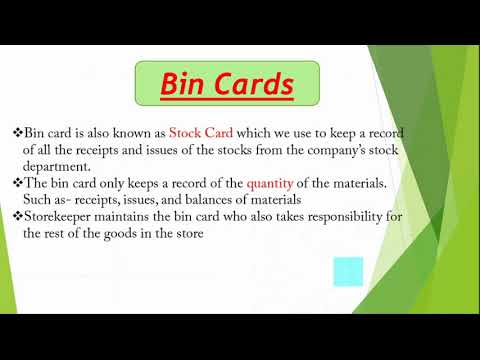 Bin Cards
❖Bin card is also known as Stock Card which we use to keep a record
of all the receipts and issues of the stocks from the company's stock
department.
❖The bin card only keeps a record of the quantity of the materials.
Such as- receipts, issues, and balances of materials
❖Storekeeper maintains the bin card who also takes responsibility for
the rest of the goods in the store